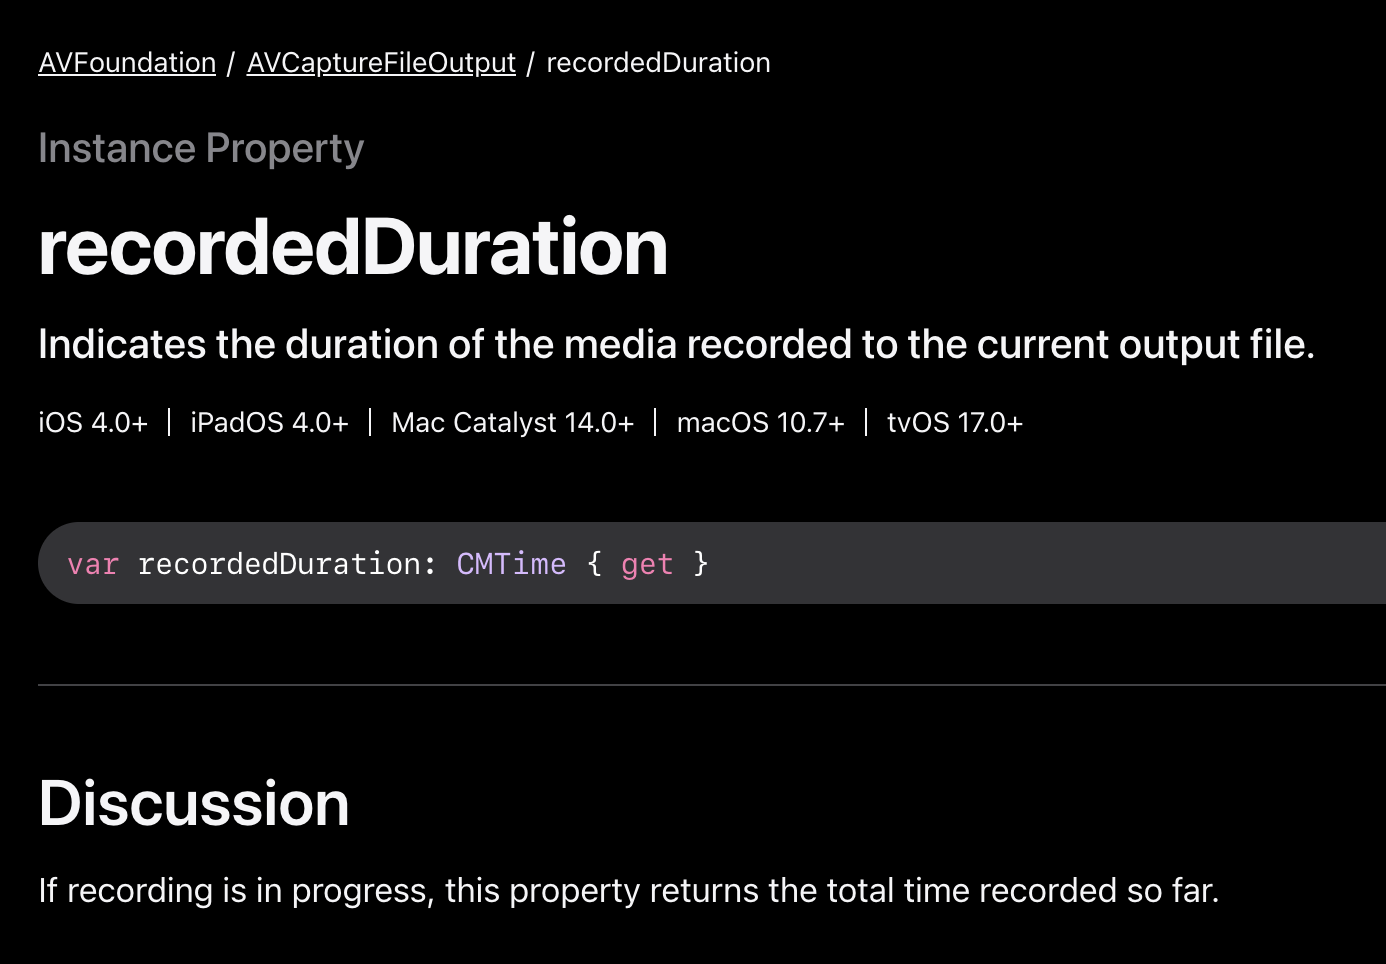 AVFoundation / AVCaptureFileOutput / recordedDuration
Instance Property
recordedDuration
Indicates the duration of the media recorded to the current output file.
iOS 4.0+ | iPadOS 4.0+ | Mac Catalyst 14.0+ | macOS 10.7+ | tvOS 17.0+
var recordedDuration: CMTime { get }
Discussion
If recording is in progress, this property returns the total time recorded so far.